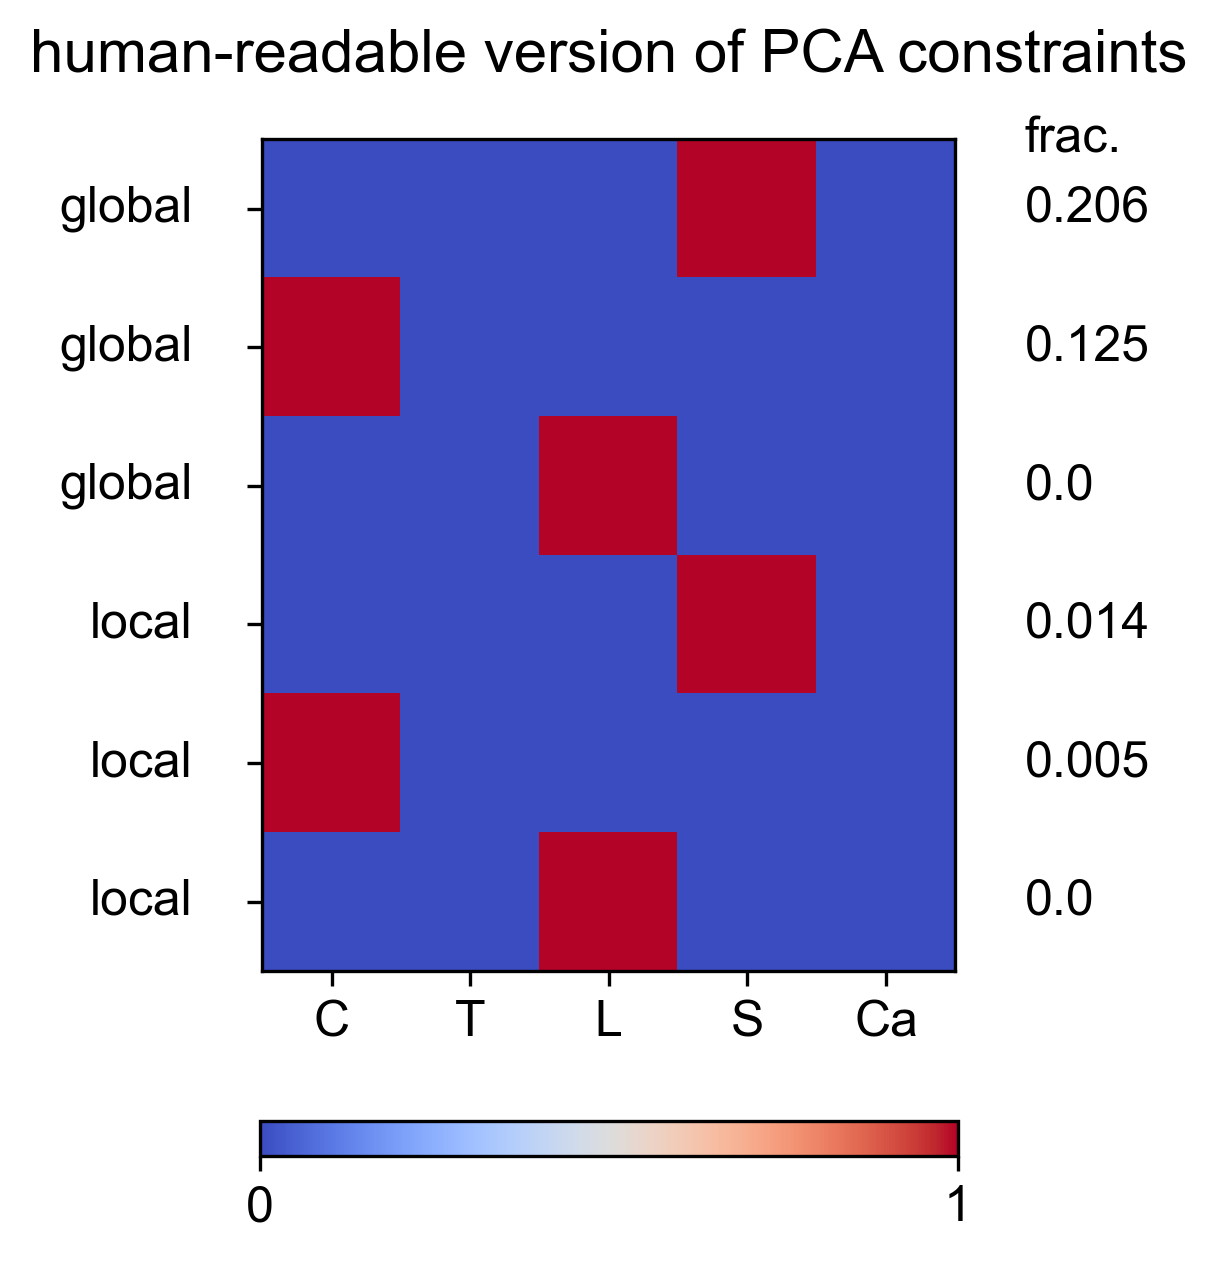 human-readable version of PCA constraints
frac.
global 0.206
global 0.125
global 0.0
local 0.014
local 0.005
local 0.0
C T L S Ca
0 1